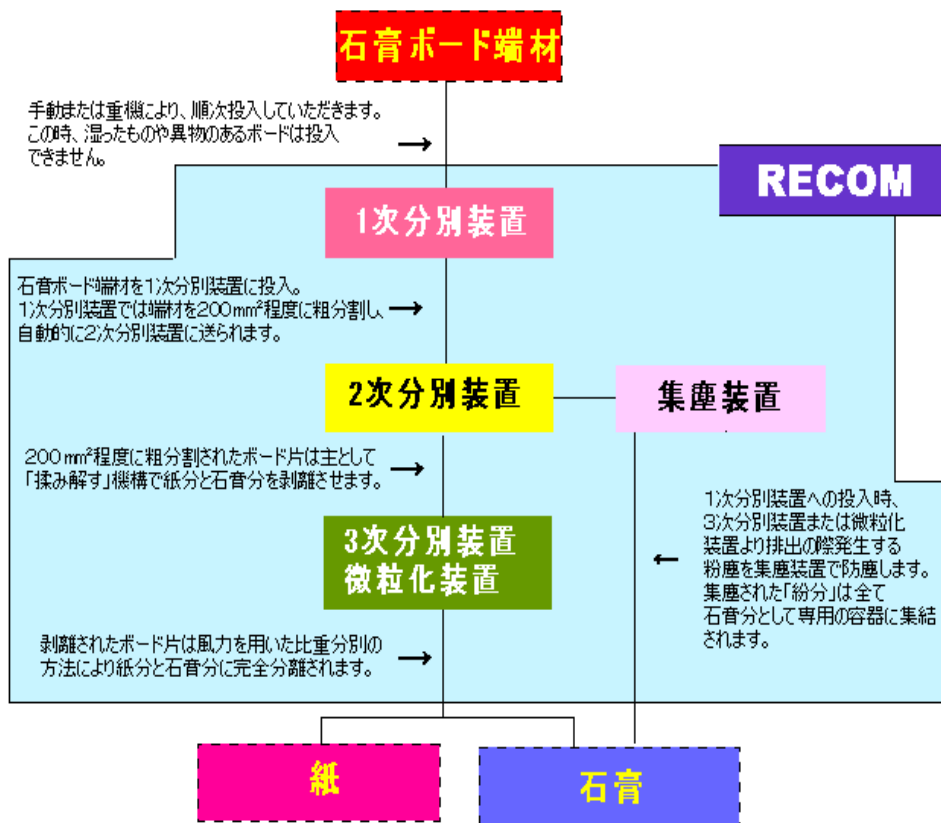 石膏ボード端材
手動または重機により、順次投入していただきます。
この時、湿ったものや異物のあるボードは投入
できません。
RECOM
1次分別装置
石膏ボード端材を1次分別装置に投入。
1次分別装置では端材を200mm²程度に粗分割し、
自動的に2次分別装置に送られます。
2次分別装置
集塵装置
200mm²程度に粗分割されたボード片は主として
「揉み解す」機構で紙分と石膏分を剥離させます。
1次分別装置への投入時、
3次分別装置または微粒化
装置より排出の際発生する
粉塵を集塵装置で防塵します。
集塵された「紛分」は全て
石膏分として専用の容器に集結
されます。
3次分別装置
微粒化装置
剥離されたボード片は風力を用いた比重分別の
方法により紙分と石膏分に完全分離されます。
紙
石膏